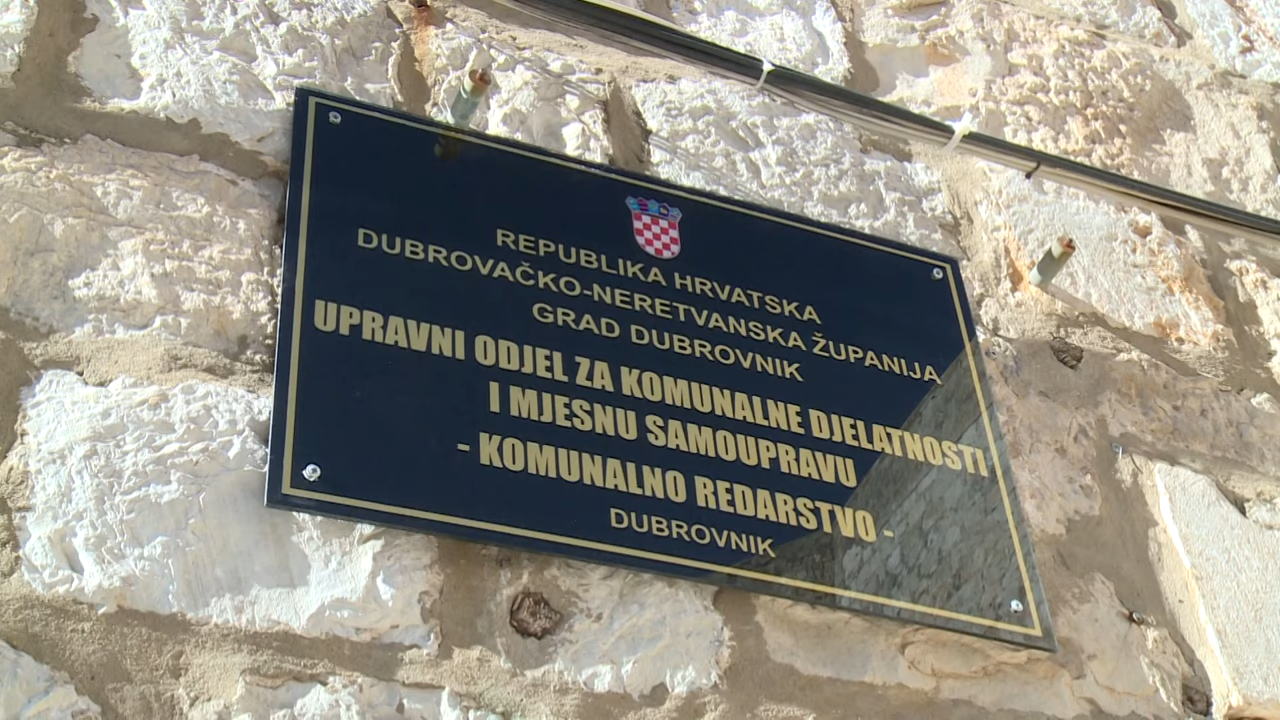 REPUBLIKA HRVATSKA
DUBROVAČKO-NERETVANSKA ŽUPANIJA
GRAD DUBROVNIK
UPRAVNI ODJEL ZA KOMUNALNE DJELATNOSTI
I MJESNU SAMOUPRAVU
- KOMUNALNO REDARSTVO -
DUBROVNIK